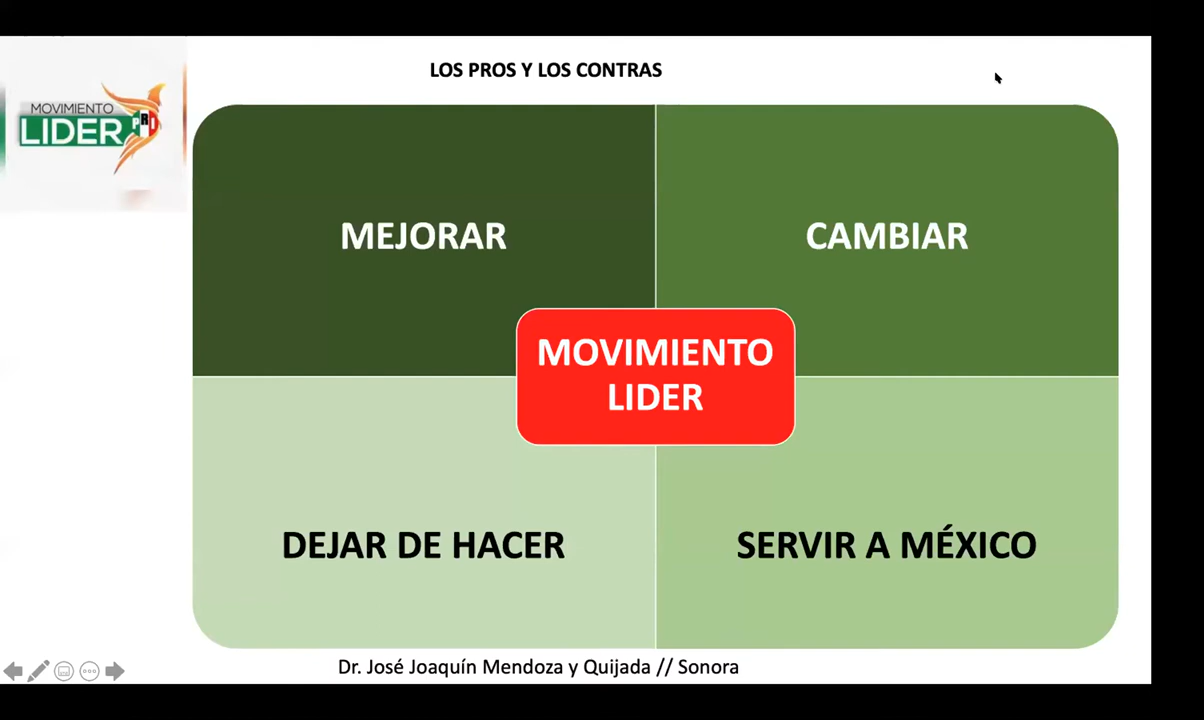 LOS PROS Y LOS CONTRAS
MOVIMIENTO
LIDER
PRI
MEJORAR
CAMBIAR
MOVIMIENTO
LIDER
DEJAR DE HACER
SERVIR A MÉXICO
Dr. José Joaquín Mendoza y Quijada // Sonora